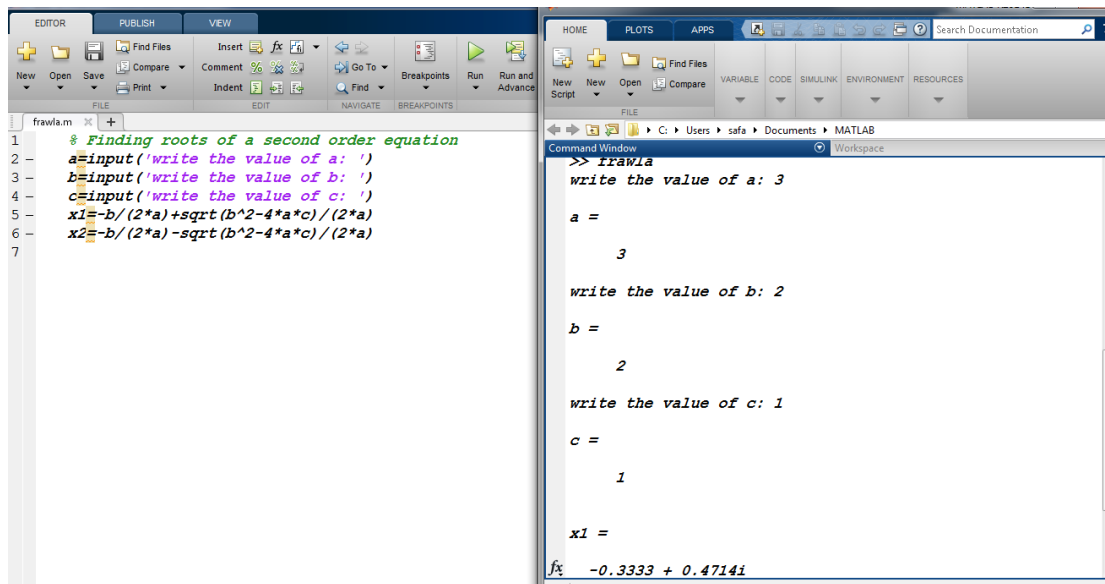 EDITOR PUBLISH VIEW
New Open Save
Find Files
Compare
Print
FILE
Insert fx
Comment %
Indent
EDIT
Go To
Find
NAVIGATE
Breakpoints
BREAKPOINTS
Run
Run and
Advance
frawla.m × +
1 % Finding roots of a second order equation
2 – a=input('write the value of a: ')
3 – b=input('write the value of b: ')
4 – c=input('write the value of c: ')
5 – x1=-b/(2*a)+sqrt(b^2-4*a*c)/(2*a)
6 – x2=-b/(2*a)-sqrt(b^2-4*a*c)/(2*a)
7
HOME PLOTS APPS
Search Documentation
New
Script
New
Open
Find Files
Compare
FILE
VARIABLE CODE SIMULINK ENVIRONMENT RESOURCES
C: Users safa Documents MATLAB
Command Window
Workspace
>> frawla
write the value of a: 3
a =
3
write the value of b: 2
b =
2
write the value of c: 1
c =
1
x1 =
fx -0.3333 + 0.4714i